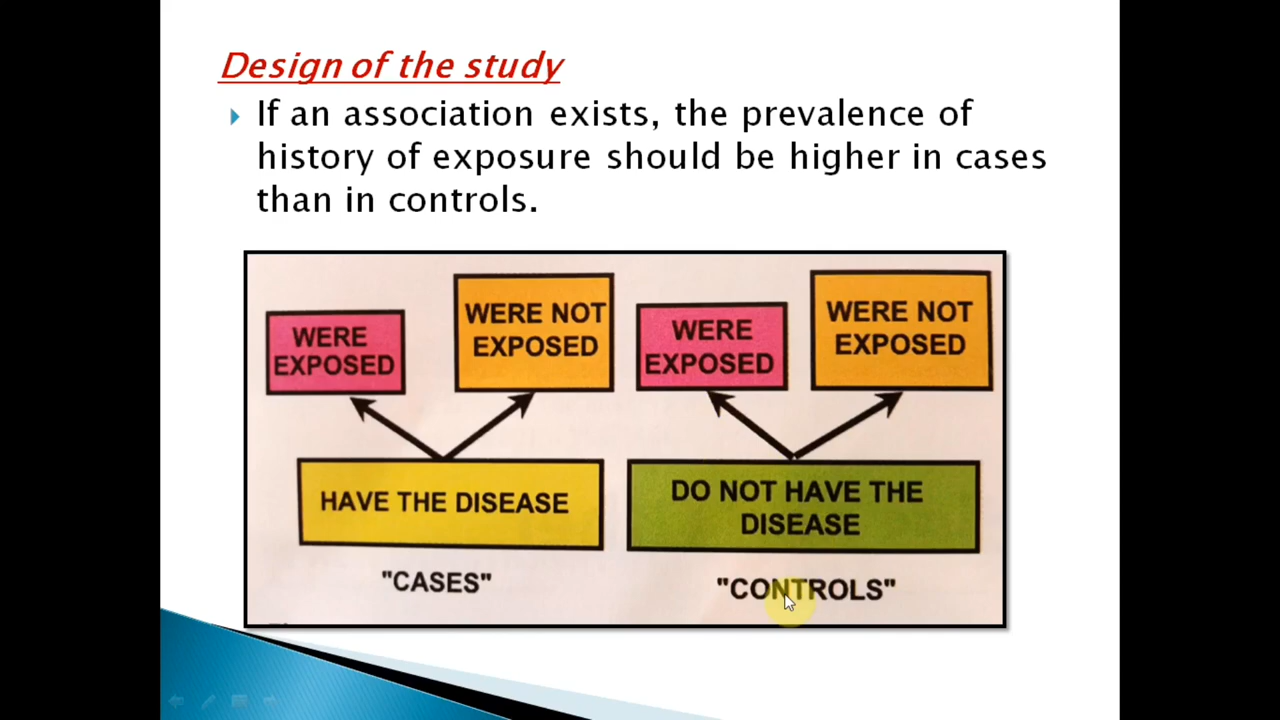 Design of the study
If an association exists, the prevalence of
history of exposure should be higher in cases
than in controls.
WERE
EXPOSED
WERE NOT
EXPOSED
WERE
EXPOSED
WERE NOT
EXPOSED
HAVE THE DISEASE
DO NOT HAVE THE
DISEASE
"CASES"
"CONTROLS"